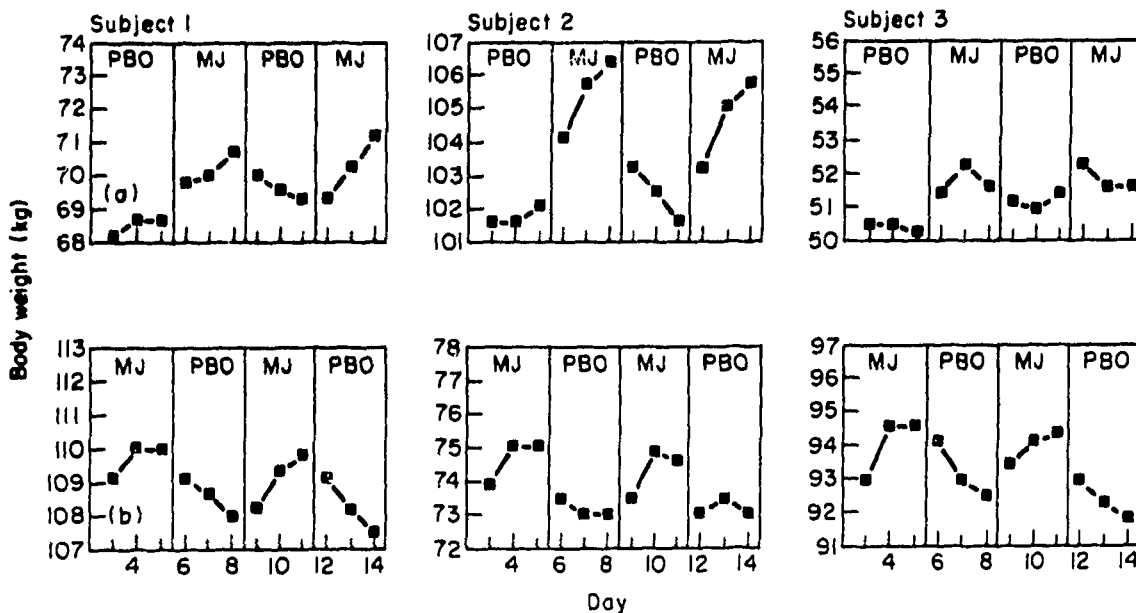 Subject 1
Subject 2
Subject 3
PBO MJ PBO MJ
PBO MJ PBO MJ
PBO MJ PBO MJ
74
73
72
71
70
69
68
107
106
105
104
103
102
101
56
55
54
53
52
51
50
(a)
Body weight (kg)
MJ PBO MJ PBO
MJ PBO MJ PBO
MJ PBO MJ PBO
113
112
111
110
109
108
107
78
77
76
75
74
73
72
97
96
95
94
93
92
91
(b)
4 6 8 10 12 14
4 6 8 10 12 14
4 6 8 10 12 14
Day